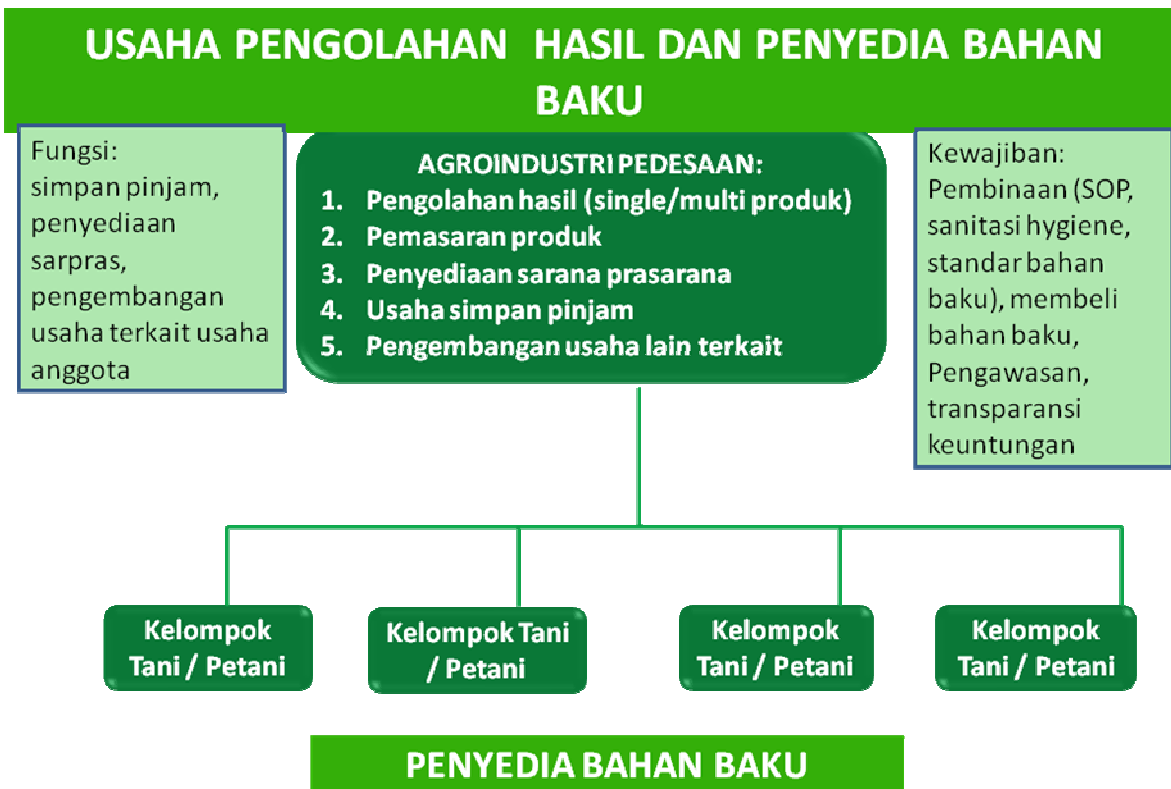 USAHA PENGOLAHAN HASIL DAN PENYEDIA BAHAN
BAKU
Fungsi:
simpan pinjam,
penyediaan
sarpras,
pengembangan
usaha terkait usaha
anggota
AGROINDUSTRI PEDESAAN:
1. Pengolahan hasil (single/multi produk)
2. Pemasaran produk
3. Penyediaan sarana prasarana
4. Usaha simpan pinjam
5. Pengembangan usaha lain terkait
Kewajiban:
Pembinaan (SOP,
sanitasi hygiene,
standar bahan
baku), membeli
bahan baku,
Pengawasan,
transparansi
keuntungan
Kelompok
Tani / Petani
Kelompok Tani
/ Petani
Kelompok
Tani / Petani
Kelompok
Tani / Petani
PENYEDIA BAHAN BAKU